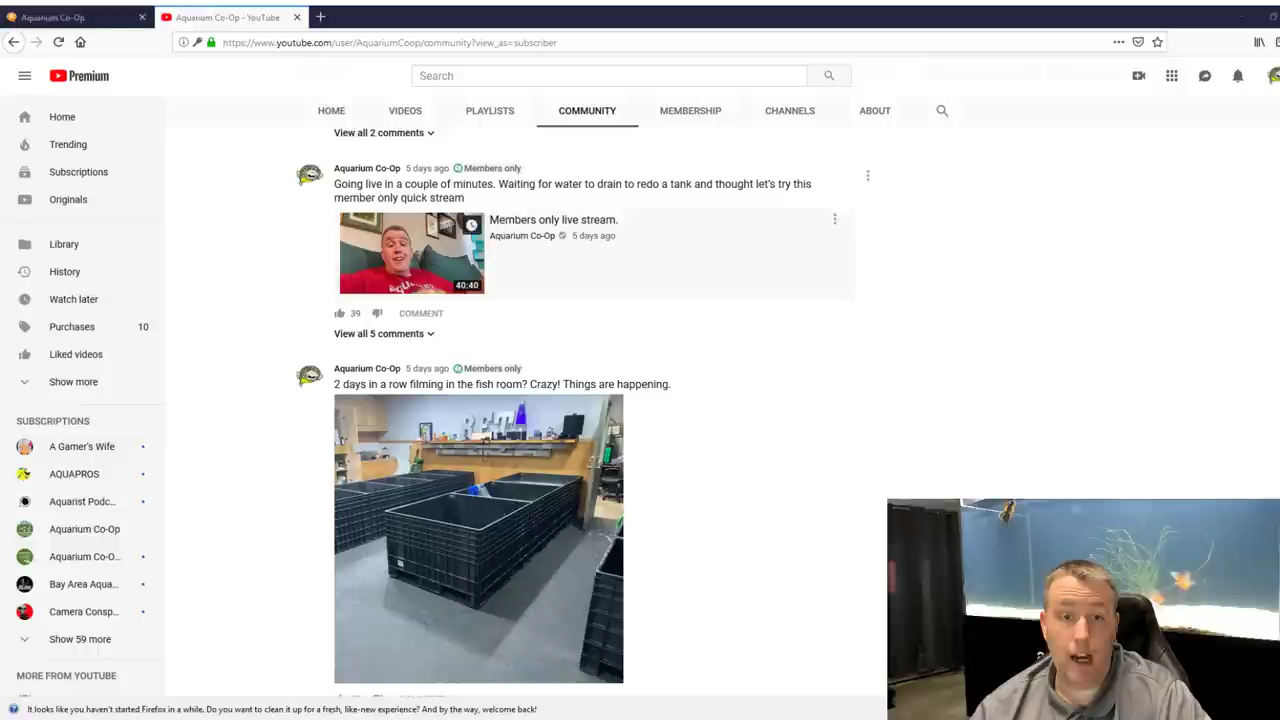 Aquarium Co-Op
Aquarium Co-Op - YouTube
https://www.youtube.com/user/AquariumCoop/community?view_as=subscriber
Premium
Search
HOME
VIDEOS
PLAYLISTS
COMMUNITY
MEMBERSHIP
CHANNELS
ABOUT
Home
Trending
Subscriptions
Originals
Library
History
Watch later
Purchases 10
Liked videos
Show more
SUBSCRIPTIONS
A Gamer's Wife
AQUAPROS
Aquarist Podc...
Aquarium Co-Op
Aquarium Co-O...
Bay Area Aqua...
Camera Consp...
Show 59 more
MORE FROM YOUTUBE
View all 2 comments
Aquarium Co-Op 5 days ago Members only
Going live in a couple of minutes. Waiting for water to drain to redo a tank and thought let's try this
member only quick stream
Members only live stream.
Aquarium Co-Op 5 days ago
40:40
39 COMMENT
View all 5 comments
Aquarium Co-Op 5 days ago Members only
2 days in a row filming in the fish room? Crazy! Things are happening.
It looks like you haven't started Firefox in a while. Do you want to clean it up for a fresh, like-new experience? And by the way, welcome back!